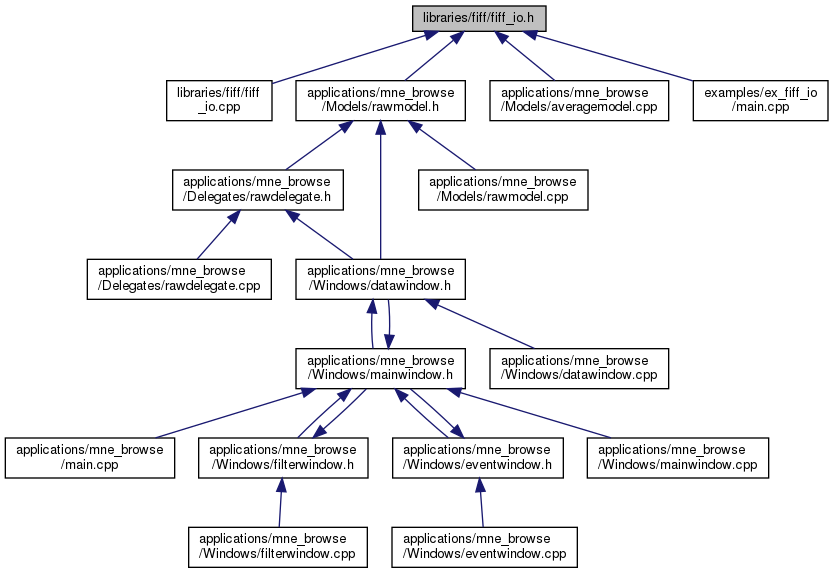 libraries/fiff/fiff_io.h
libraries/fiff/fiff
_io.cpp
applications/mne_browse
/Models/rawmodel.h
applications/mne_browse
/Models/averagemodel.cpp
examples/ex_fiff_io
/main.cpp
applications/mne_browse
/Delegates/rawdelegate.h
applications/mne_browse
/Models/rawmodel.cpp
applications/mne_browse
/Delegates/rawdelegate.cpp
applications/mne_browse
/Windows/datawindow.h
applications/mne_browse
/Windows/mainwindow.h
applications/mne_browse
/Windows/datawindow.cpp
applications/mne_browse
/main.cpp
applications/mne_browse
/Windows/filterwindow.h
applications/mne_browse
/Windows/eventwindow.h
applications/mne_browse
/Windows/mainwindow.cpp
applications/mne_browse
/Windows/filterwindow.cpp
applications/mne_browse
/Windows/eventwindow.cpp